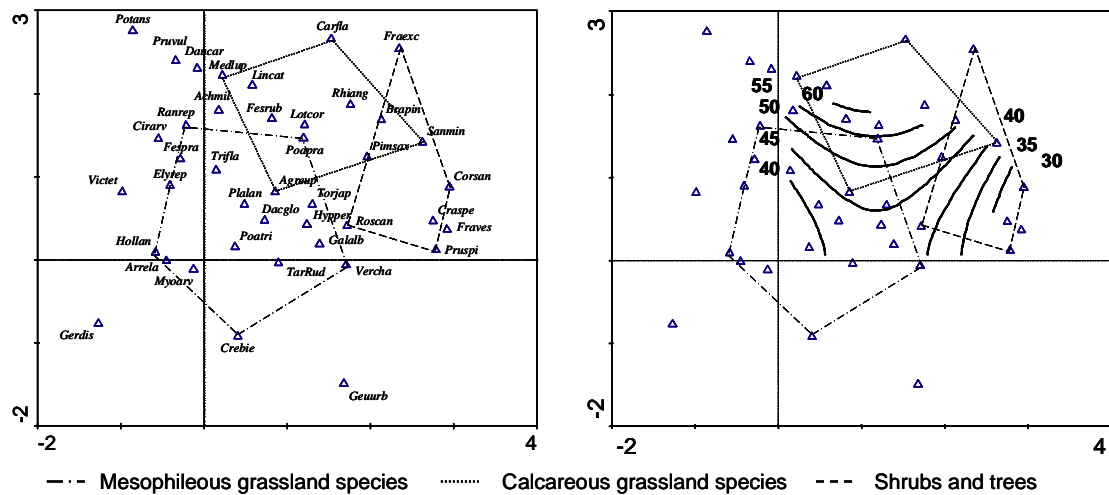 3
Potans
Carfla
Fraexc
Pruvul
Daucar
Medlup
Lincat
Achmil
Rhiang
Fesrub
Lotcor
Brapin
Ranrep
Cirarv
Poapra
Sanmin
Fespra
Pimsax
Trifla
Elyrep
Victet
Agreup
Corsan
Plalan
Torjap
Dacglo
Hypper
Roscan
Craspe
Fraves
Poatri
Galalb
Pruspi
Hollan
Arrela
Myoarv
TarRud
Vercha
Gerdis
Crebie
Geuurb
-2
-2
4
3
55
60
50
45
40
40
35
30
-2
-2
4
Mesophileous grassland species
Calcareous grassland species
Shrubs and trees